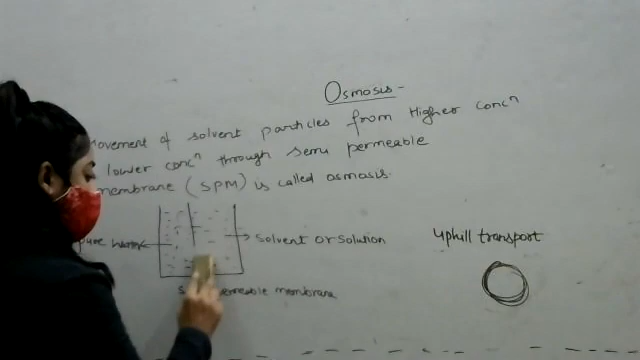 Osmosis -
movement of solvent particles from Higher concⁿ
lower concⁿ through semi permeable
membrane (SPM) is called osmosis.
pure water
solvent or solution
uphill transport
permeable membrane